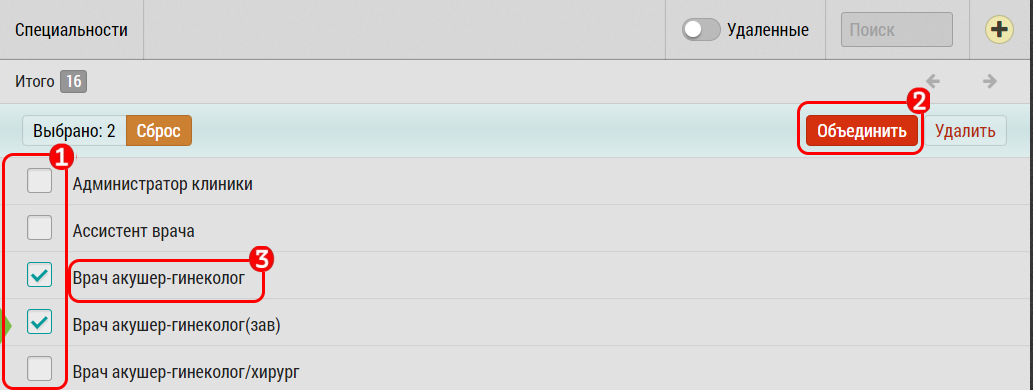 Специальности Удаленные Поиск
Итого 16
2
Выбрано: 2 Сброс Объединить Удалить
1
Администратор клиники
Ассистент врача
3
Врач акушер-гинеколог
Врач акушер-гинеколог(зав)
Врач акушер-гинеколог/хирург